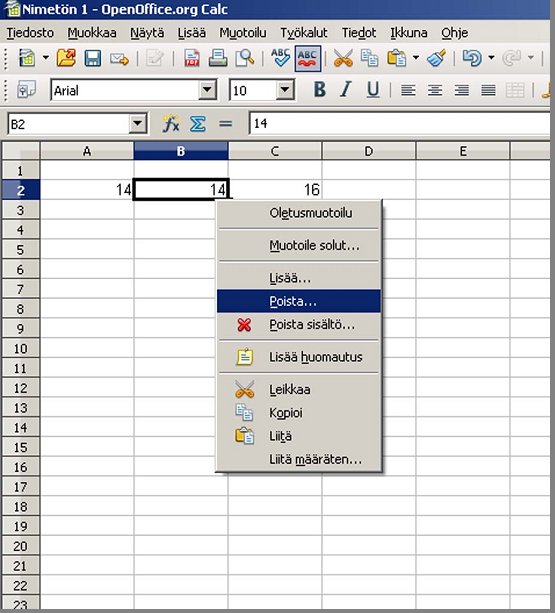 Nimetön 1 - OpenOffice.org Calc
Tiedosto Muokkaa Näytä Lisää Muotoilu Työkalut Tiedot Ikkuna Ohje
PDF ABC ABC
Arial 10 B I U
B2 14
A B C D E
1
2 14 14 16
3
Oletusmuotoilu
4
5
Muotoile solut...
6
Lisää...
7
8
Poista...
9
Poista sisältö...
10
11
Lisää huomautus
12
Leikkaa
13
Kopioi
14
Liitä
15
16
Liitä määräten...
17
18
19
20
21
22
23